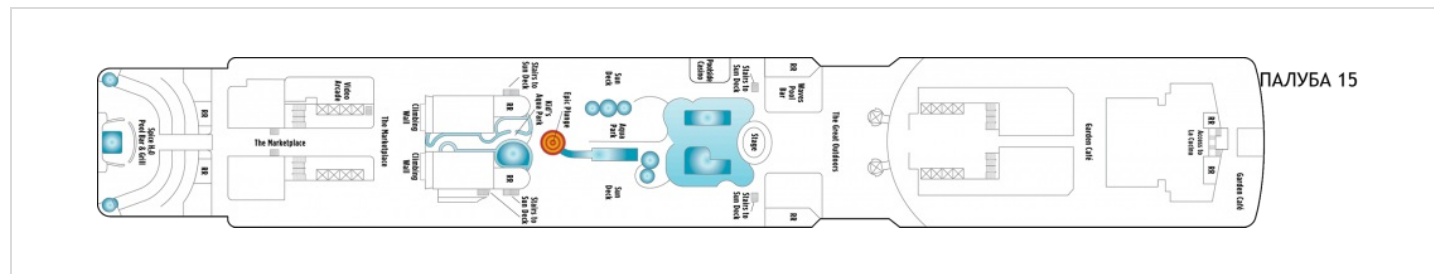 ПАЛУБА 15
Spice H₂O
Pool Bar & Grill
RR
RR
Video
Arcade
The Marketplace
The Marketplace
Climbing
Wall
Climbing
Wall
Stairs to
Sun Deck
RR
RR
Kid's
Aqua Park
Epic Plunge
Stairs to
Sun Deck
Sun
Deck
Aqua
Park
Sun
Deck
Poolside
Casino
Stairs to
Sun Deck
Stage
Stairs to
Sun Deck
RR
Waves
Pool
Bar
RR
The Great Outdoors
Garden Café
RR
Access to
La Cucina
RR
Garden Café